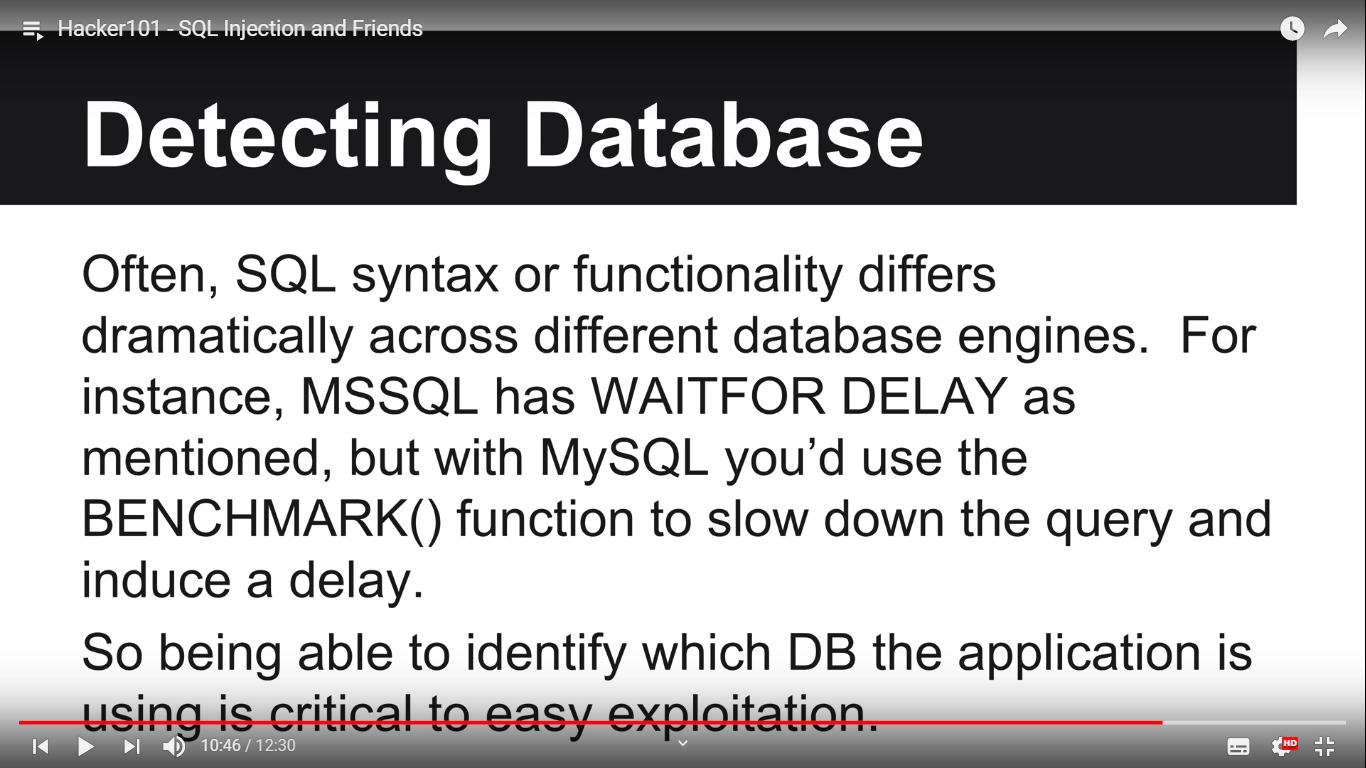 Hacker101 - SQL Injection and Friends
Detecting Database
Often, SQL syntax or functionality differs
dramatically across different database engines.  For
instance, MSSQL has WAITFOR DELAY as
mentioned, but with MySQL you’d use the
BENCHMARK() function to slow down the query and
induce a delay.
So being able to identify which DB the application is
using is critical to easy exploitation.
10:46 / 12:30
HD